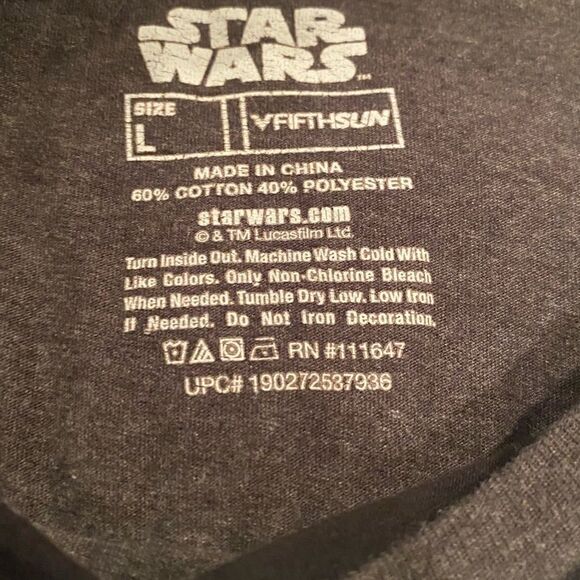 STAR
WARS™
SIZE
L
FIFTHSUN
MADE IN CHINA
60% COTTON 40% POLYESTER
starwars.com
© & TM Lucasfilm Ltd.
Turn Inside Out. Machine Wash Cold With
Like Colors. Only Non-Chlorine Bleach
When Needed. Tumble Dry Low. Low Iron
If Needed. Do Not Iron Decoration.
RN #111647
UPC# 190272537936